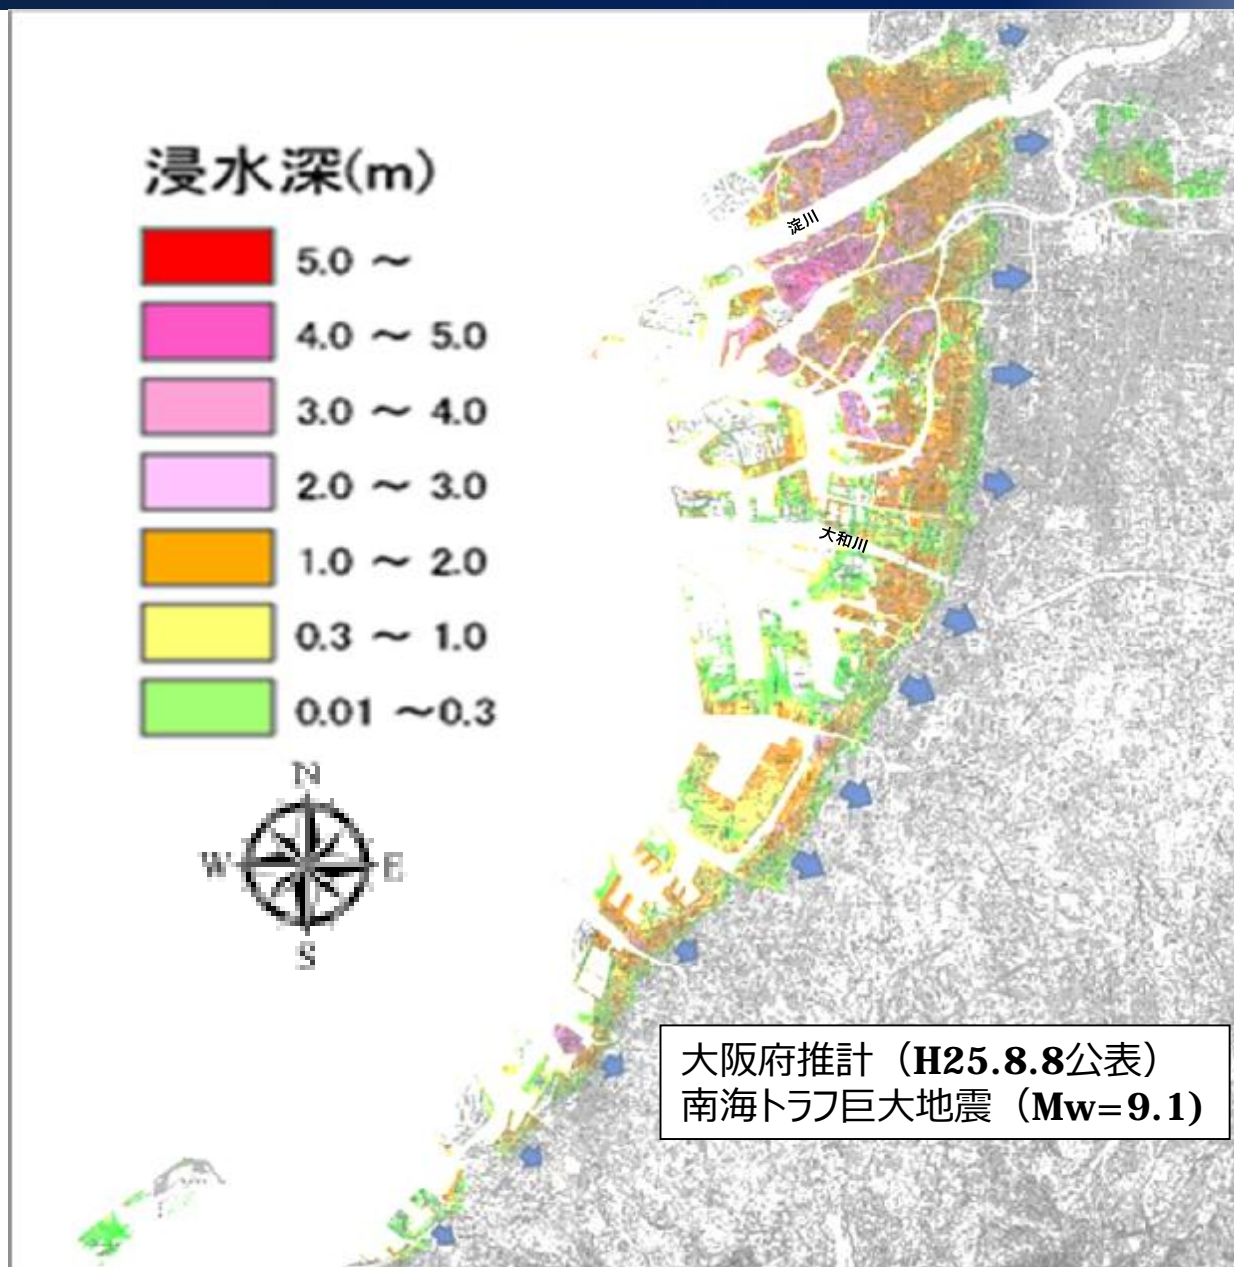 浸水深(m)
5.0 ～
4.0 ～ 5.0
3.0 ～ 4.0
2.0 ～ 3.0
1.0 ～ 2.0
0.3 ～ 1.0
0.01 ～0.3
N
W E
S
淀川
大和川
大阪府推計（H25.8.8公表）
南海トラフ巨大地震（Mw=9.1)